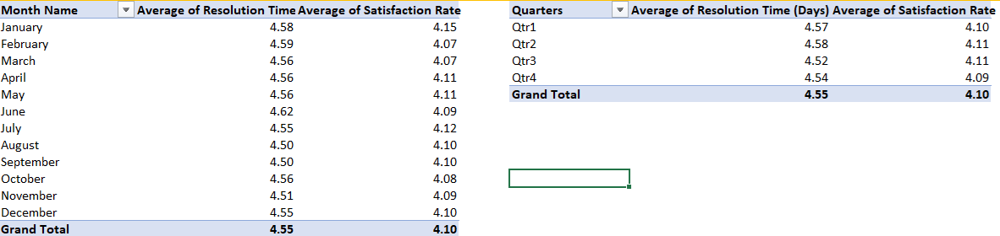 Month Name Average of Resolution Time Average of Satisfaction Rate
January 4.58 4.15
February 4.59 4.07
March 4.56 4.07
April 4.56 4.11
May 4.56 4.11
June 4.62 4.09
July 4.55 4.12
August 4.50 4.10
September 4.50 4.10
October 4.56 4.08
November 4.51 4.09
December 4.55 4.10
Grand Total 4.55 4.10
Quarters Average of Resolution Time (Days) Average of Satisfaction Rate
Qtr1 4.57 4.10
Qtr2 4.58 4.11
Qtr3 4.52 4.11
Qtr4 4.54 4.09
Grand Total 4.55 4.10